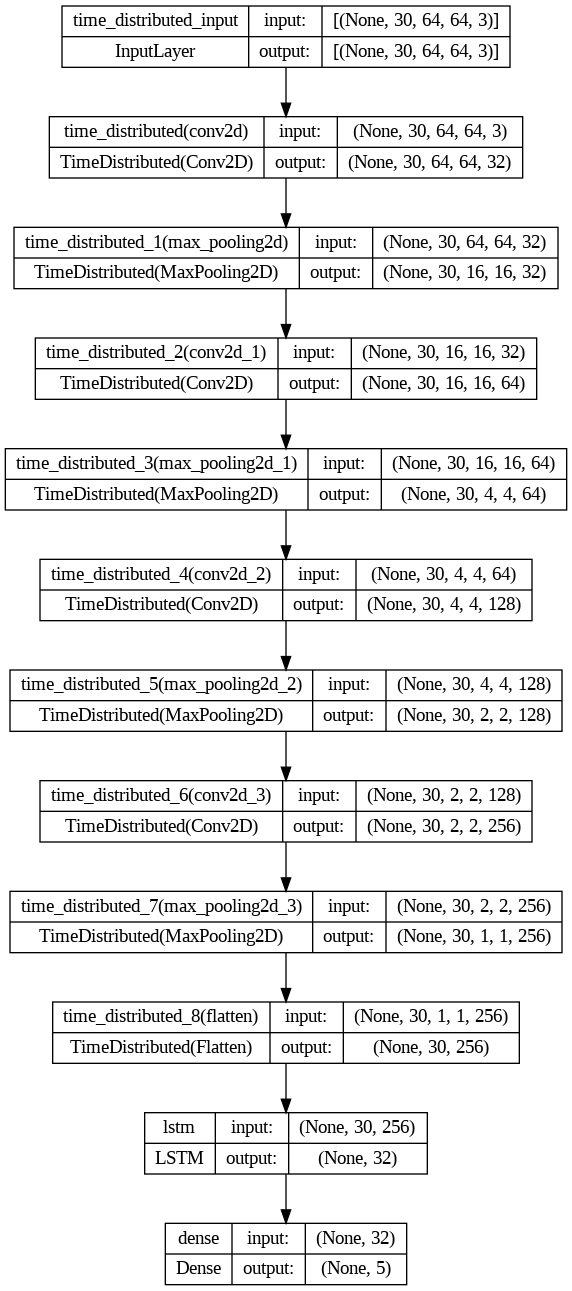 time_distributed_input input: [(None, 30, 64, 64, 3)]
InputLayer output: [(None, 30, 64, 64, 3)]
time_distributed(conv2d) input: (None, 30, 64, 64, 3)
TimeDistributed(Conv2D) output: (None, 30, 64, 64, 32)
time_distributed_1(max_pooling2d) input: (None, 30, 64, 64, 32)
TimeDistributed(MaxPooling2D) output: (None, 30, 16, 16, 32)
time_distributed_2(conv2d_1) input: (None, 30, 16, 16, 32)
TimeDistributed(Conv2D) output: (None, 30, 16, 16, 64)
time_distributed_3(max_pooling2d_1) input: (None, 30, 16, 16, 64)
TimeDistributed(MaxPooling2D) output: (None, 30, 4, 4, 64)
time_distributed_4(conv2d_2) input: (None, 30, 4, 4, 64)
TimeDistributed(Conv2D) output: (None, 30, 4, 4, 128)
time_distributed_5(max_pooling2d_2) input: (None, 30, 4, 4, 128)
TimeDistributed(MaxPooling2D) output: (None, 30, 2, 2, 128)
time_distributed_6(conv2d_3) input: (None, 30, 2, 2, 128)
TimeDistributed(Conv2D) output: (None, 30, 2, 2, 256)
time_distributed_7(max_pooling2d_3) input: (None, 30, 2, 2, 256)
TimeDistributed(MaxPooling2D) output: (None, 30, 1, 1, 256)
time_distributed_8(flatten) input: (None, 30, 1, 1, 256)
TimeDistributed(Flatten) output: (None, 30, 256)
lstm input: (None, 30, 256)
LSTM output: (None, 32)
dense input: (None, 32)
Dense output: (None, 5)